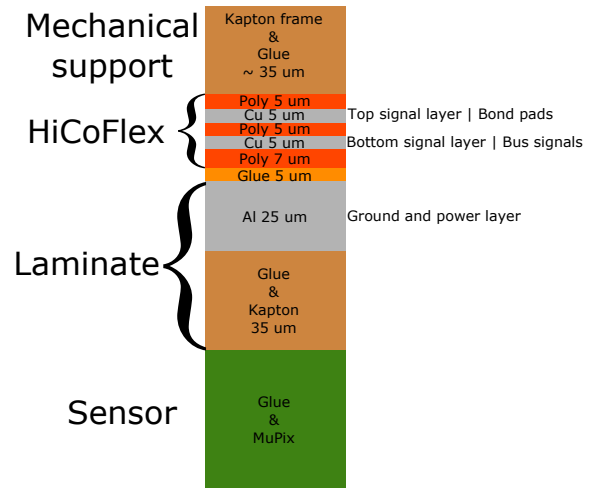 Mechanical
support
Kapton frame
&
Glue
~ 35 um
HiCoFlex
Poly 5 um
Cu 5 um
Top signal layer | Bond pads
Poly 5 um
Cu 5 um
Bottom signal layer | Bus signals
Poly 7 um
Glue 5 um
Laminate
Al 25 um
Ground and power layer
Glue
&
Kapton
35 um
Sensor
Glue
&
MuPix